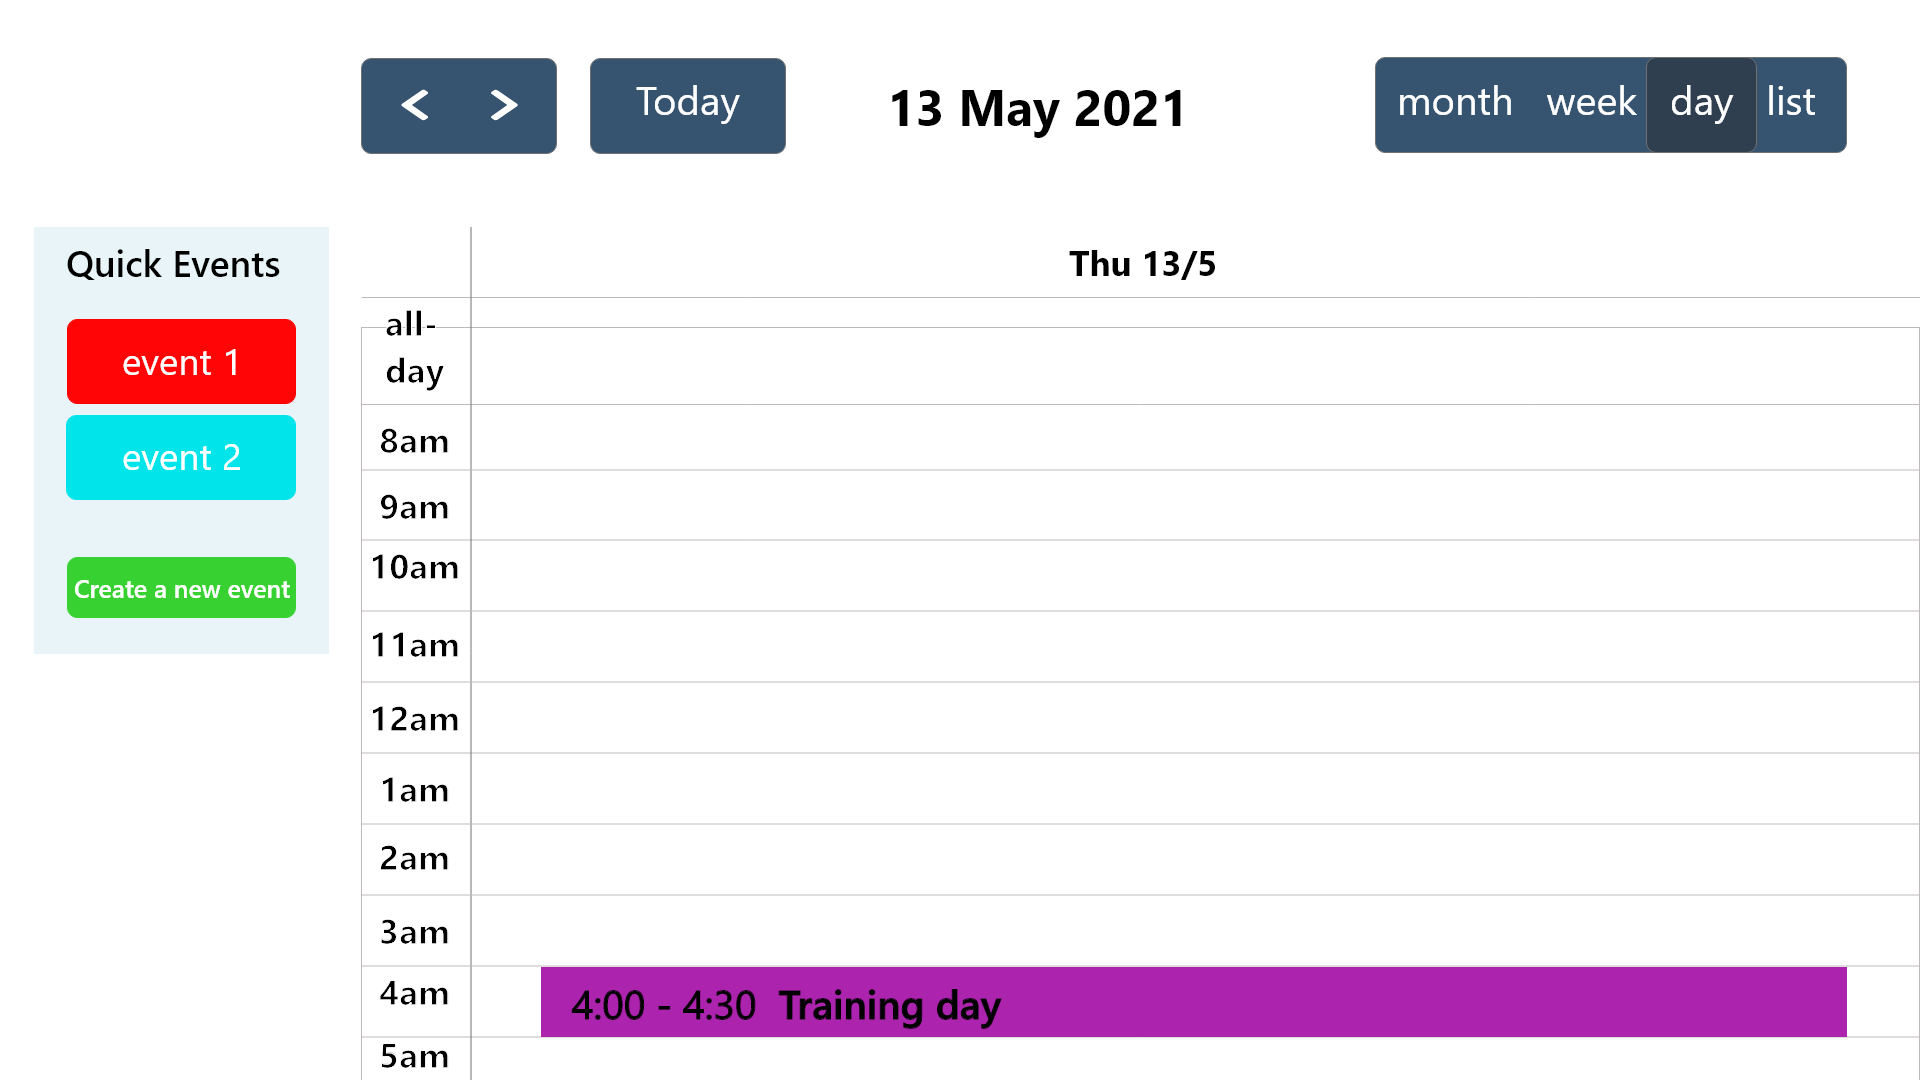 < >
Today
13 May 2021
month week day list
Quick Events
event 1
event 2
Create a new event
Thu 13/5
all-
day
8am
9am
10am
11am
12am
1am
2am
3am
4am
4:00 - 4:30 Training day
5am